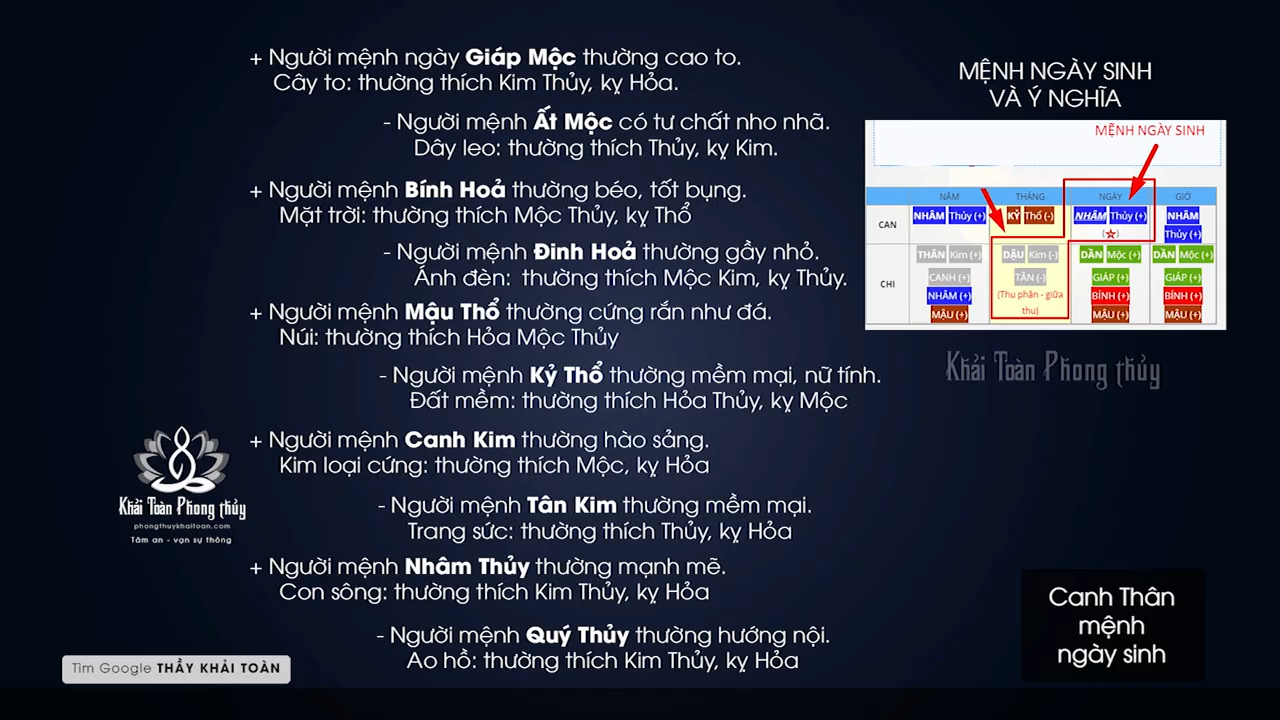 + Người mệnh ngày Giáp Mộc thường cao to.
Cây to: thường thích Kim Thủy, kỵ Hỏa.
- Người mệnh Ất Mộc có tư chất nho nhã.
Dây leo: thường thích Thủy, kỵ Kim.
+ Người mệnh Bính Hoả thường béo, tốt bụng.
Mặt trời: thường thích Mộc Thủy, kỵ Thổ
- Người mệnh Đinh Hoả thường gầy nhỏ.
Ánh đèn: thường thích Mộc Kim, kỵ Thủy.
+ Người mệnh Mậu Thổ thường cứng rắn như đá.
Núi: thường thích Hỏa Mộc Thủy
- Người mệnh Kỷ Thổ thường mềm mại, nữ tính.
Đất mềm: thường thích Hỏa Thủy, kỵ Mộc
+ Người mệnh Canh Kim thường hào sảng.
Kim loại cứng: thường thích Mộc, kỵ Hỏa
- Người mệnh Tân Kim thường mềm mại.
Trang sức: thường thích Thủy, kỵ Hỏa
+ Người mệnh Nhâm Thủy thường mạnh mẽ.
Con sông: thường thích Kim Thủy, kỵ Hỏa
- Người mệnh Quý Thủy thường hướng nội.
Ao hồ: thường thích Kim Thủy, kỵ Hỏa
MỆNH NGÀY SINH
VÀ Ý NGHĨA
MỆNH NGÀY SINH
NĂM THÁNG NGÀY GIỜ
CAN NHÂM Thủy (+) KỶ Thổ (-) NHÂM Thủy (+) NHÂM
(☆) Thủy (+)
THÂN Kim (+) DẬU Kim (-) DẦN Mộc (+) DẦN Mộc (+)
CHI CANH (+) TÂN (-) GIÁP (+) GIÁP (+)
NHÂM (+) (Thu phân - giữa BÍNH (+) BÍNH (+)
MẬU (+) thu) MẬU (+) MẬU (+)
Khải Toàn Phong thủy
Khải Toàn Phong thủy
phongthuykhaitoan.com
Tâm an - vạn sự thông
Tìm Google THẦY KHẢI TOÀN
Canh Thân
mệnh
ngày sinh